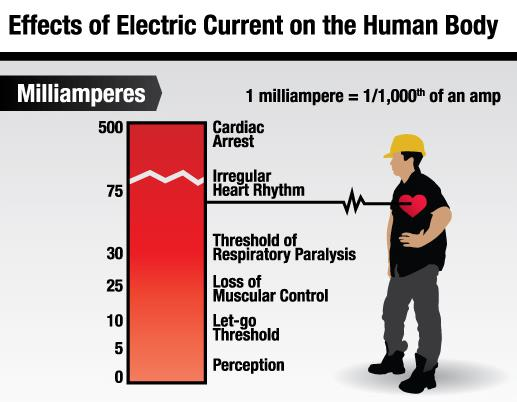 Effects of Electric Current on the Human Body
Milliamperes
1 milliampere = 1/1,000th of an amp
500
Cardiac
Arrest
Irregular
75
Heart Rhythm
Threshold of
30
Respiratory Paralysis
25
Loss of
Muscular Control
10
Let-go
Threshold
5
Perception
0